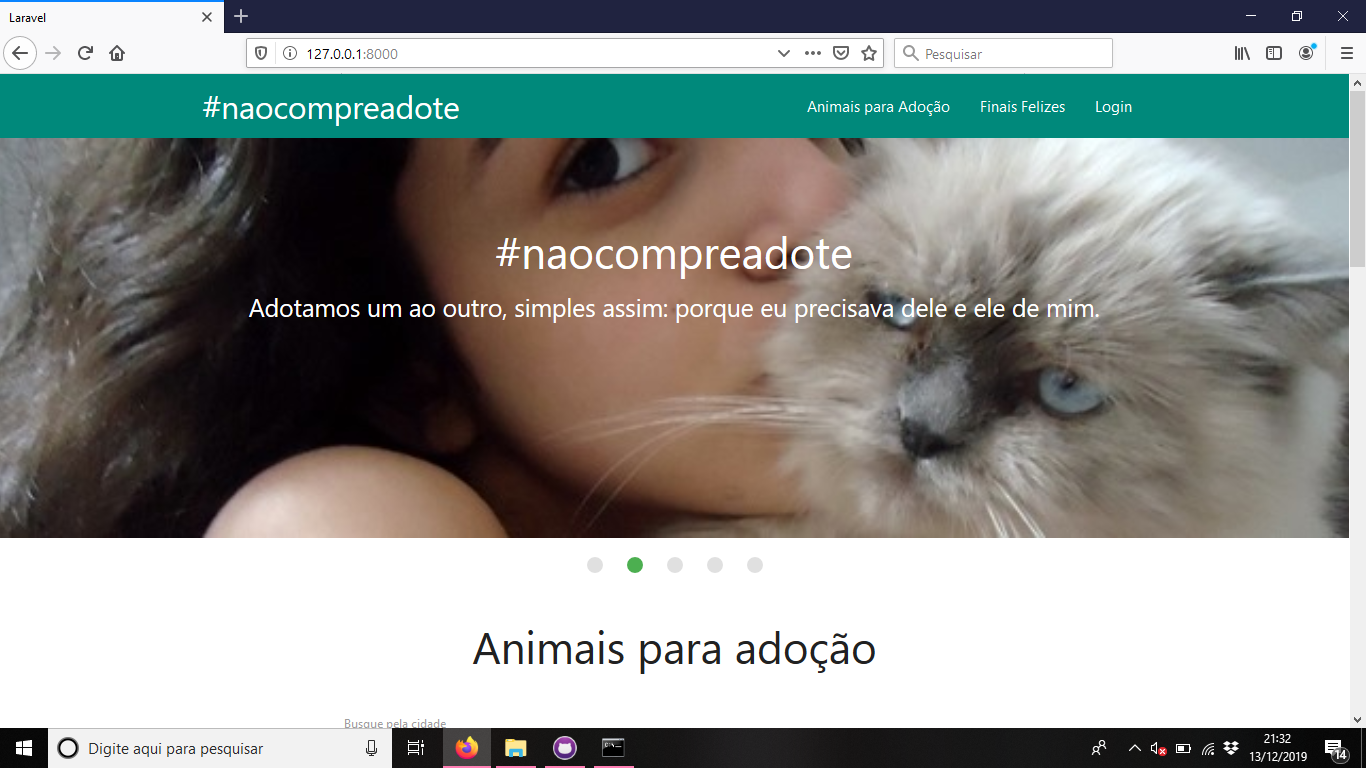 Laravel
127.0.0.1:8000
Pesquisar
#naocompreadote
Animais para Adoção
Finais Felizes
Login
#naocompreadote
Adotamos um ao outro, simples assim: porque eu precisava dele e ele de mim.
Animais para adoção
Busque pela cidade
Digite aqui para pesquisar
21:32
13/12/2019
14